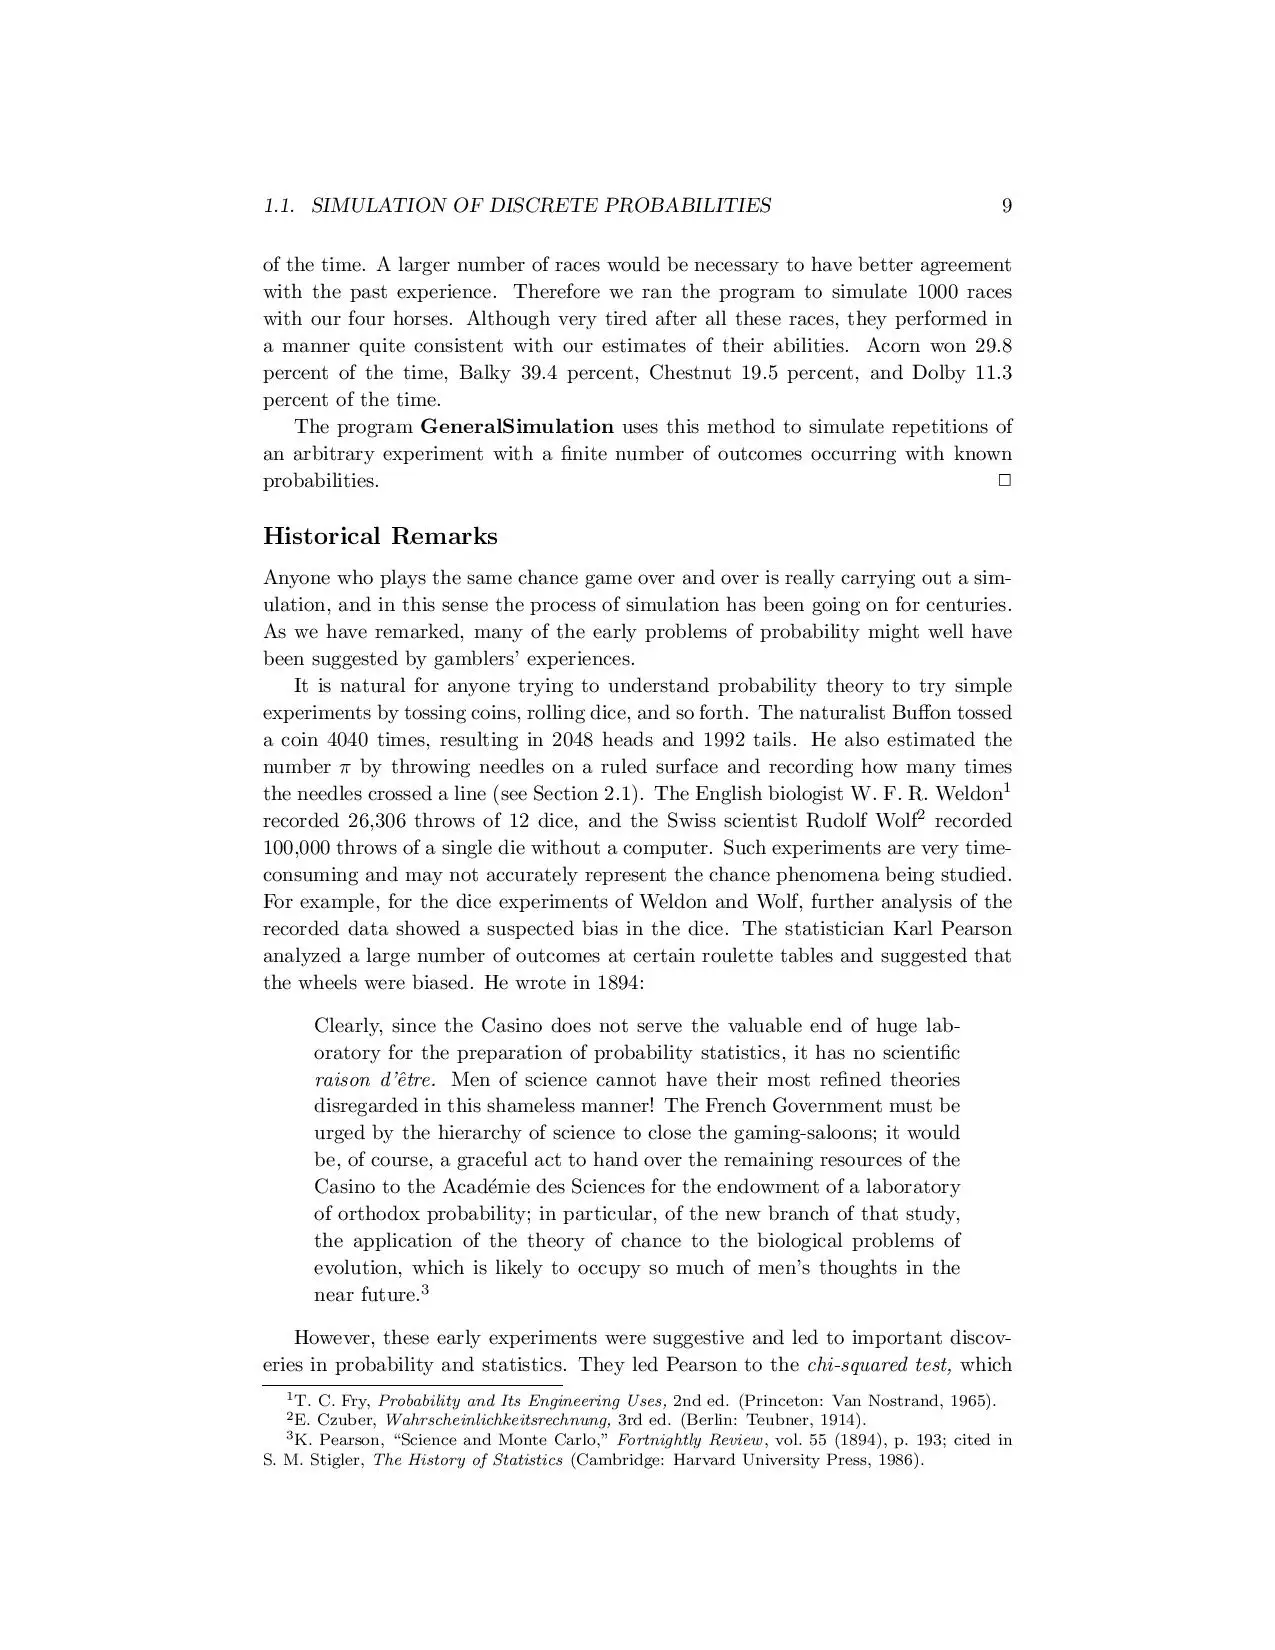 1.1. SIMULATION OF DISCRETE PROBABILITIES 9
of the time. A larger number of races would be necessary to have better agreement
with the past experience. Therefore we ran the program to simulate 1000 races
with our four horses. Although very tired after all these races, they performed in
a manner quite consistent with our estimates of their abilities. Acorn won 29.8
percent of the time, Balky 39.4 percent, Chestnut 19.5 percent, and Dolby 11.3
percent of the time.
The program GeneralSimulation uses this method to simulate repetitions of
an arbitrary experiment with a finite number of outcomes occurring with known
probabilities. □
Historical Remarks
Anyone who plays the same chance game over and over is really carrying out a sim-
ulation, and in this sense the process of simulation has been going on for centuries.
As we have remarked, many of the early problems of probability might well have
been suggested by gamblers' experiences.
It is natural for anyone trying to understand probability theory to try simple
experiments by tossing coins, rolling dice, and so forth. The naturalist Buffon tossed
a coin 4040 times, resulting in 2048 heads and 1992 tails. He also estimated the
number π by throwing needles on a ruled surface and recording how many times
the needles crossed a line (see Section 2.1). The English biologist W. F. R. Weldon¹
recorded 26,306 throws of 12 dice, and the Swiss scientist Rudolf Wolf² recorded
100,000 throws of a single die without a computer. Such experiments are very time-
consuming and may not accurately represent the chance phenomena being studied.
For example, for the dice experiments of Weldon and Wolf, further analysis of the
recorded data showed a suspected bias in the dice. The statistician Karl Pearson
analyzed a large number of outcomes at certain roulette tables and suggested that
the wheels were biased. He wrote in 1894:
Clearly, since the Casino does not serve the valuable end of huge lab-
oratory for the preparation of probability statistics, it has no scientific
raison d'être. Men of science cannot have their most refined theories
disregarded in this shameless manner! The French Government must be
urged by the hierarchy of science to close the gaming-saloons; it would
be, of course, a graceful act to hand over the remaining resources of the
Casino to the Académie des Sciences for the endowment of a laboratory
of orthodox probability; in particular, of the new branch of that study,
the application of the theory of chance to the biological problems of
evolution, which is likely to occupy so much of men's thoughts in the
near future.³
However, these early experiments were suggestive and led to important discov-
eries in probability and statistics. They led Pearson to the chi-squared test, which
¹T. C. Fry, Probability and Its Engineering Uses, 2nd ed. (Princeton: Van Nostrand, 1965).
²E. Czuber, Wahrscheinlichkeitsrechnung, 3rd ed. (Berlin: Teubner, 1914).
³K. Pearson, “Science and Monte Carlo,” Fortnightly Review, vol. 55 (1894), p. 193; cited in
S. M. Stigler, The History of Statistics (Cambridge: Harvard University Press, 1986).